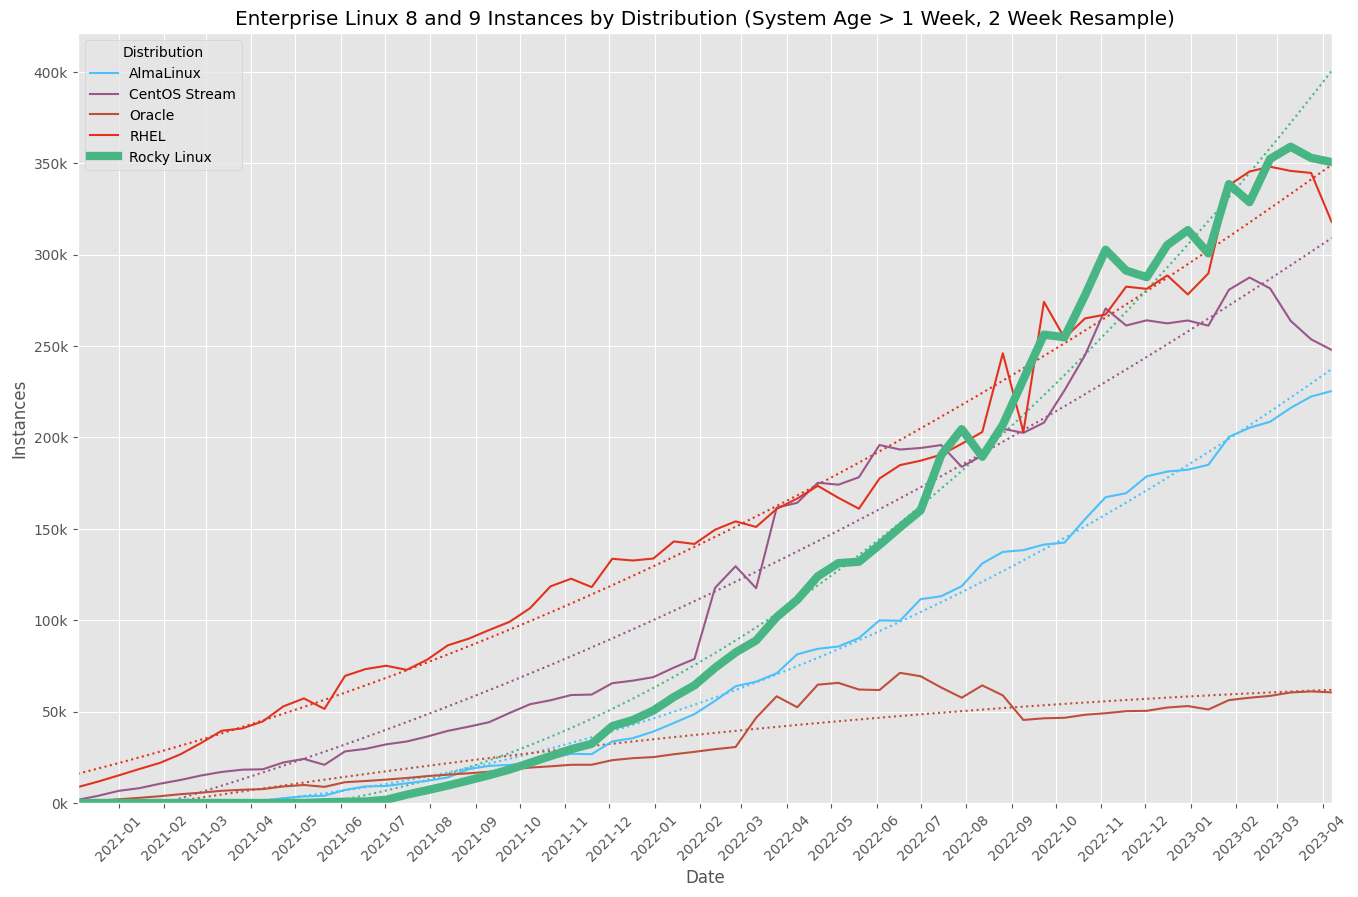 Enterprise Linux 8 and 9 Instances by Distribution (System Age > 1 Week, 2 Week Resample)
Distribution
AlmaLinux
CentOS Stream
Oracle
RHEL
Rocky Linux
400k
350k
300k
250k
200k
150k
100k
50k
0k
Instances
2021-01
2021-02
2021-03
2021-04
2021-05
2021-06
2021-07
2021-08
2021-09
2021-10
2021-11
2021-12
2022-01
2022-02
2022-03
2022-04
2022-05
2022-06
2022-07
2022-08
2022-09
2022-10
2022-11
2022-12
2023-01
2023-02
2023-03
2023-04
Date